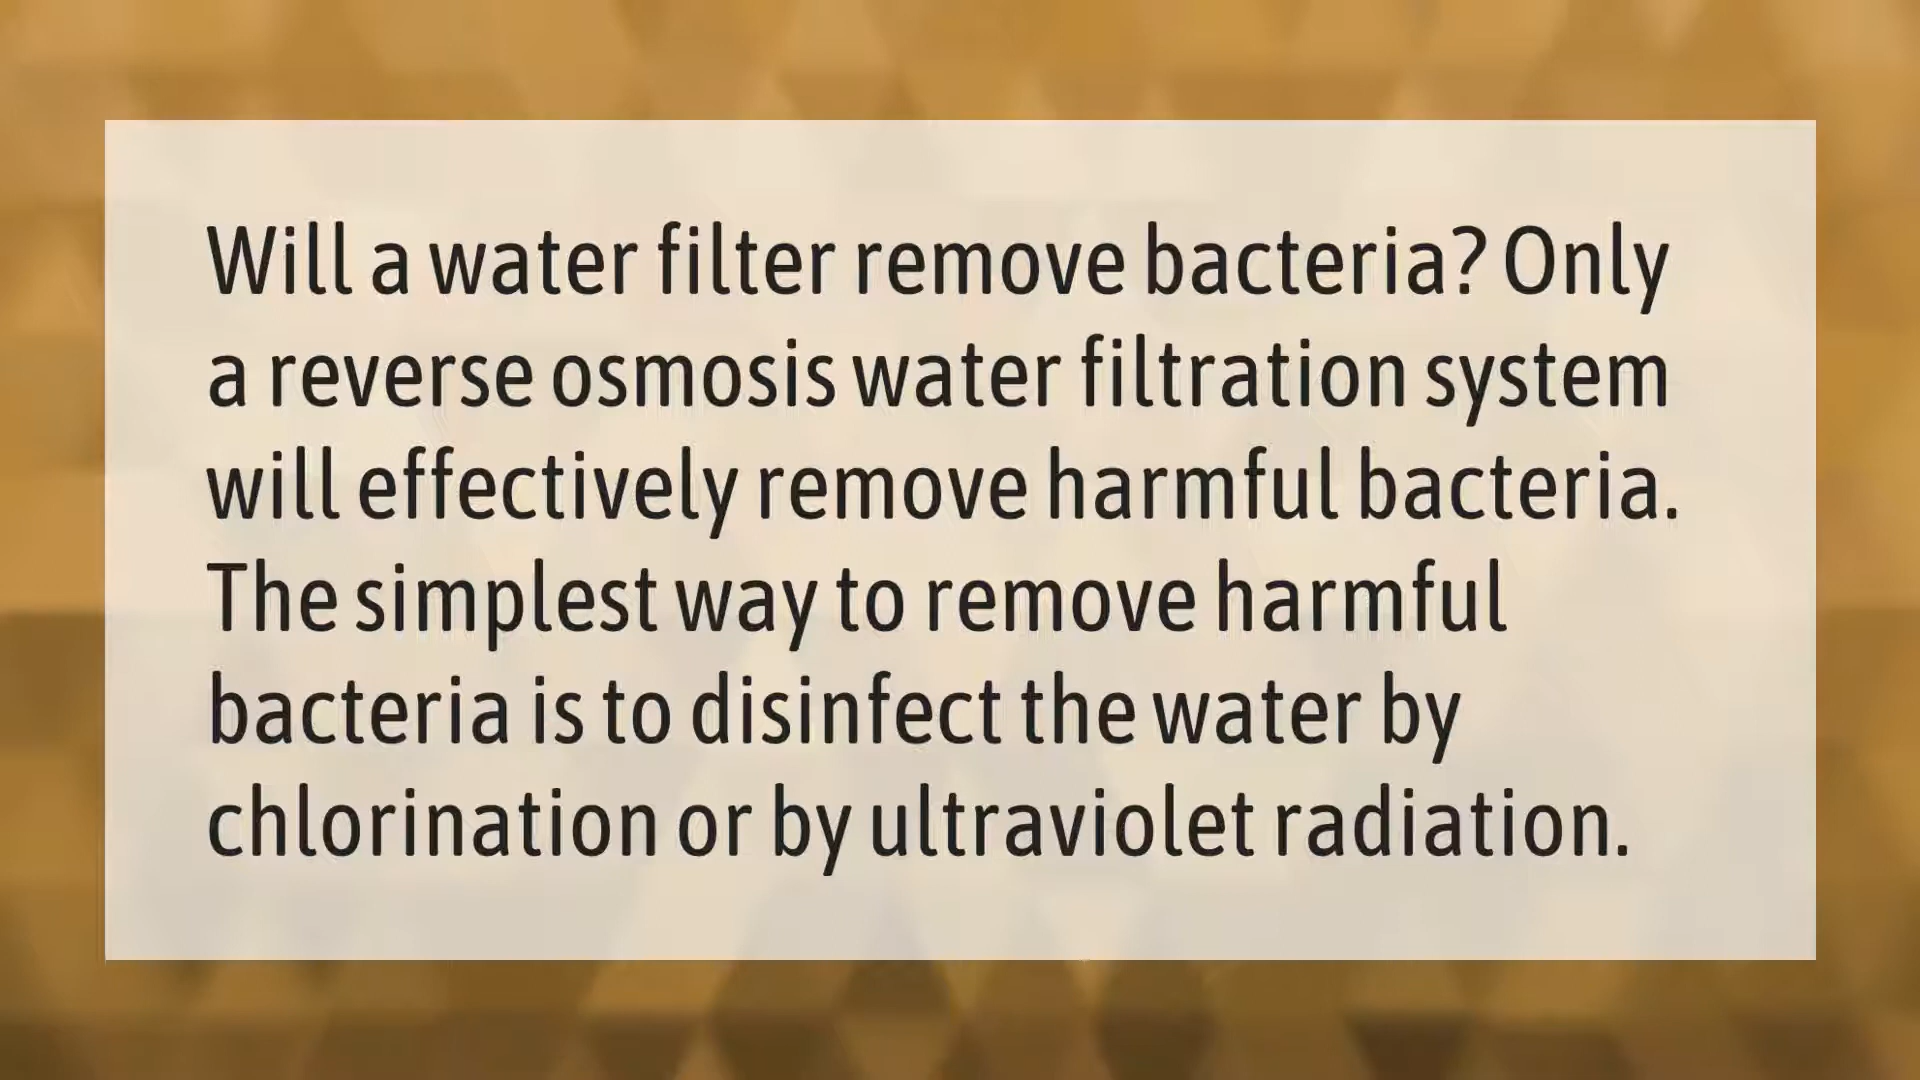 Will a water filter remove bacteria? Only
a reverse osmosis water filtration system
will effectively remove harmful bacteria.
The simplest way to remove harmful
bacteria is to disinfect the water by
chlorination or by ultraviolet radiation.